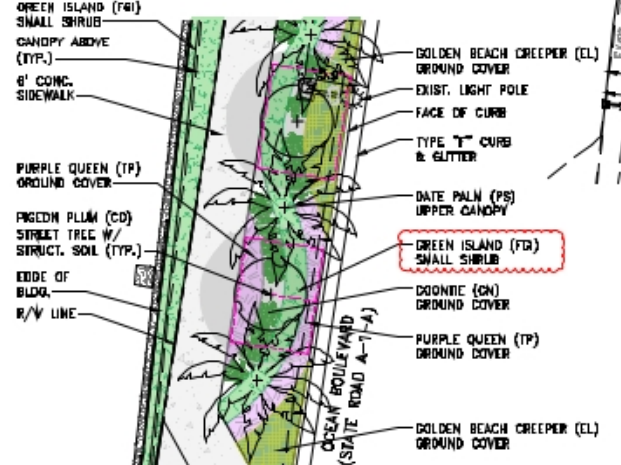 GREEN ISLAND (FGI)
SMALL SHRUB
CANOPY ABOVE
(TYP.)
6' CONC.
SIDEWALK
PURPLE QUEEN (TP)
GROUND COVER
PIGEON PLUM (CD)
STREET TREE W/
STRUCT. SOIL (TYP.)
EDGE OF
BLDG.
R/W LINE
GOLDEN BEACH CREEPER (EL)
GROUND COVER
EXIST. LIGHT POLE
FACE OF CURB
TYPE "F" CURB
& GUTTER
DATE PALM (PS)
UPPER CANOPY
GREEN ISLAND (FGI)
SMALL SHRUB
COONTIE (CN)
GROUND COVER
PURPLE QUEEN (TP)
GROUND COVER
GOLDEN BEACH CREEPER (EL)
GROUND COVER
OCEAN BOULEVARD
(STATE ROAD A-1-A)